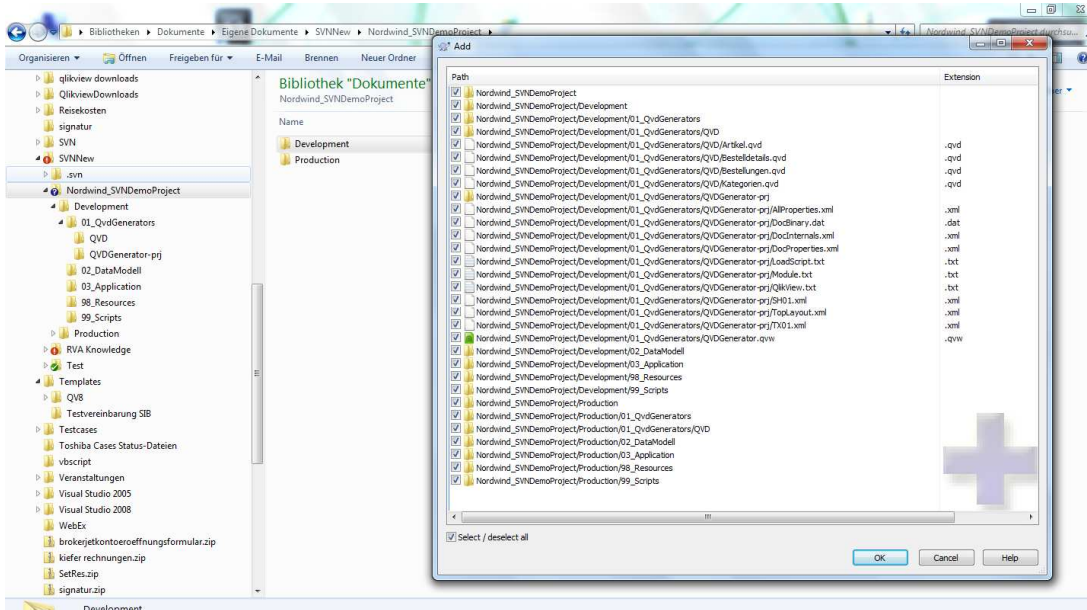 Bibliotheken ▸ Dokumente ▸ Eigene Dokumente ▸ SVNNew ▸ Nordwind_SVNDemoProject ▸
Nordwind_SVNDemoProject durchsu...
Organisieren
Öffnen
Freigeben für
E-Mail
Brennen
Neuer Ordner
qlikview downloads
QlikviewDownloads
Reisekosten
signatur
SVN
SVNNew
.svn
Nordwind_SVNDemoProject
Development
01_QvdGenerators
QVD
QVDGenerator-prj
02_DataModell
03_Application
98_Resources
99_Scripts
Production
RVA Knowledge
Test
Templates
QV8
Testvereinbarung SIB
Testcases
Toshiba Cases Status-Dateien
vbscript
Veranstaltungen
Visual Studio 2005
Visual Studio 2008
WebEx
brokerjetkontoeroeffnungsformular.zip
kiefer rechnungen.zip
SetRes.zip
signatur.zip
Bibliothek "Dokumente"
Nordwind_SVNDemoProject
Name
Development
Production
Development
Add
Path Extension
Nordwind_SVNDemoProject
Nordwind_SVNDemoProject/Development
Nordwind_SVNDemoProject/Development/01_QvdGenerators
Nordwind_SVNDemoProject/Development/01_QvdGenerators/QVD
Nordwind_SVNDemoProject/Development/01_QvdGenerators/QVD/Artikel.qvd .qvd
Nordwind_SVNDemoProject/Development/01_QvdGenerators/QVD/Bestelldetails.qvd .qvd
Nordwind_SVNDemoProject/Development/01_QvdGenerators/QVD/Bestellungen.qvd .qvd
Nordwind_SVNDemoProject/Development/01_QvdGenerators/QVD/Kategorien.qvd .qvd
Nordwind_SVNDemoProject/Development/01_QvdGenerators/QVDGenerator-prj
Nordwind_SVNDemoProject/Development/01_QvdGenerators/QVDGenerator-prj/AllProperties.xml .xml
Nordwind_SVNDemoProject/Development/01_QvdGenerators/QVDGenerator-prj/DocBinary.dat .dat
Nordwind_SVNDemoProject/Development/01_QvdGenerators/QVDGenerator-prj/DocInternals.xml .xml
Nordwind_SVNDemoProject/Development/01_QvdGenerators/QVDGenerator-prj/DocProperties.xml .xml
Nordwind_SVNDemoProject/Development/01_QvdGenerators/QVDGenerator-prj/LoadScript.txt .txt
Nordwind_SVNDemoProject/Development/01_QvdGenerators/QVDGenerator-prj/Module.txt .txt
Nordwind_SVNDemoProject/Development/01_QvdGenerators/QVDGenerator-prj/QlikView.txt .txt
Nordwind_SVNDemoProject/Development/01_QvdGenerators/QVDGenerator-prj/SH01.xml .xml
Nordwind_SVNDemoProject/Development/01_QvdGenerators/QVDGenerator-prj/TopLayout.xml .xml
Nordwind_SVNDemoProject/Development/01_QvdGenerators/QVDGenerator-prj/TX01.xml .xml
Nordwind_SVNDemoProject/Development/01_QvdGenerators/QVDGenerator.qvw .qvw
Nordwind_SVNDemoProject/Development/02_DataModell
Nordwind_SVNDemoProject/Development/03_Application
Nordwind_SVNDemoProject/Development/98_Resources
Nordwind_SVNDemoProject/Development/99_Scripts
Nordwind_SVNDemoProject/Production
Nordwind_SVNDemoProject/Production/01_QvdGenerators
Nordwind_SVNDemoProject/Production/01_QvdGenerators/QVD
Nordwind_SVNDemoProject/Production/02_DataModell
Nordwind_SVNDemoProject/Production/03_Application
Nordwind_SVNDemoProject/Production/98_Resources
Nordwind_SVNDemoProject/Production/99_Scripts
Select / deselect all
OK Cancel Help